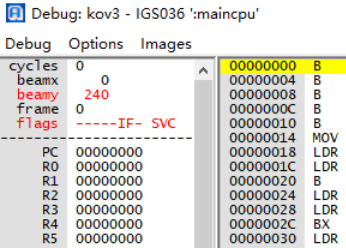 Debug: kov3 - IGS036 ':maincpu'
Debug Options Images
cycles 0
beamx 0
beamy 240
frame 0
flags -----IF- SVC
PC 00000000
R0 00000000
R1 00000000
R2 00000000
R3 00000000
R4 00000000
R5 00000000
00000000 B
00000004 B
00000008 B
0000000C B
00000010 B
00000014 MOV
00000018 LDR
0000001C LDR
00000020 B
00000024 LDR
00000028 LDR
0000002C BX
00000030 LDR